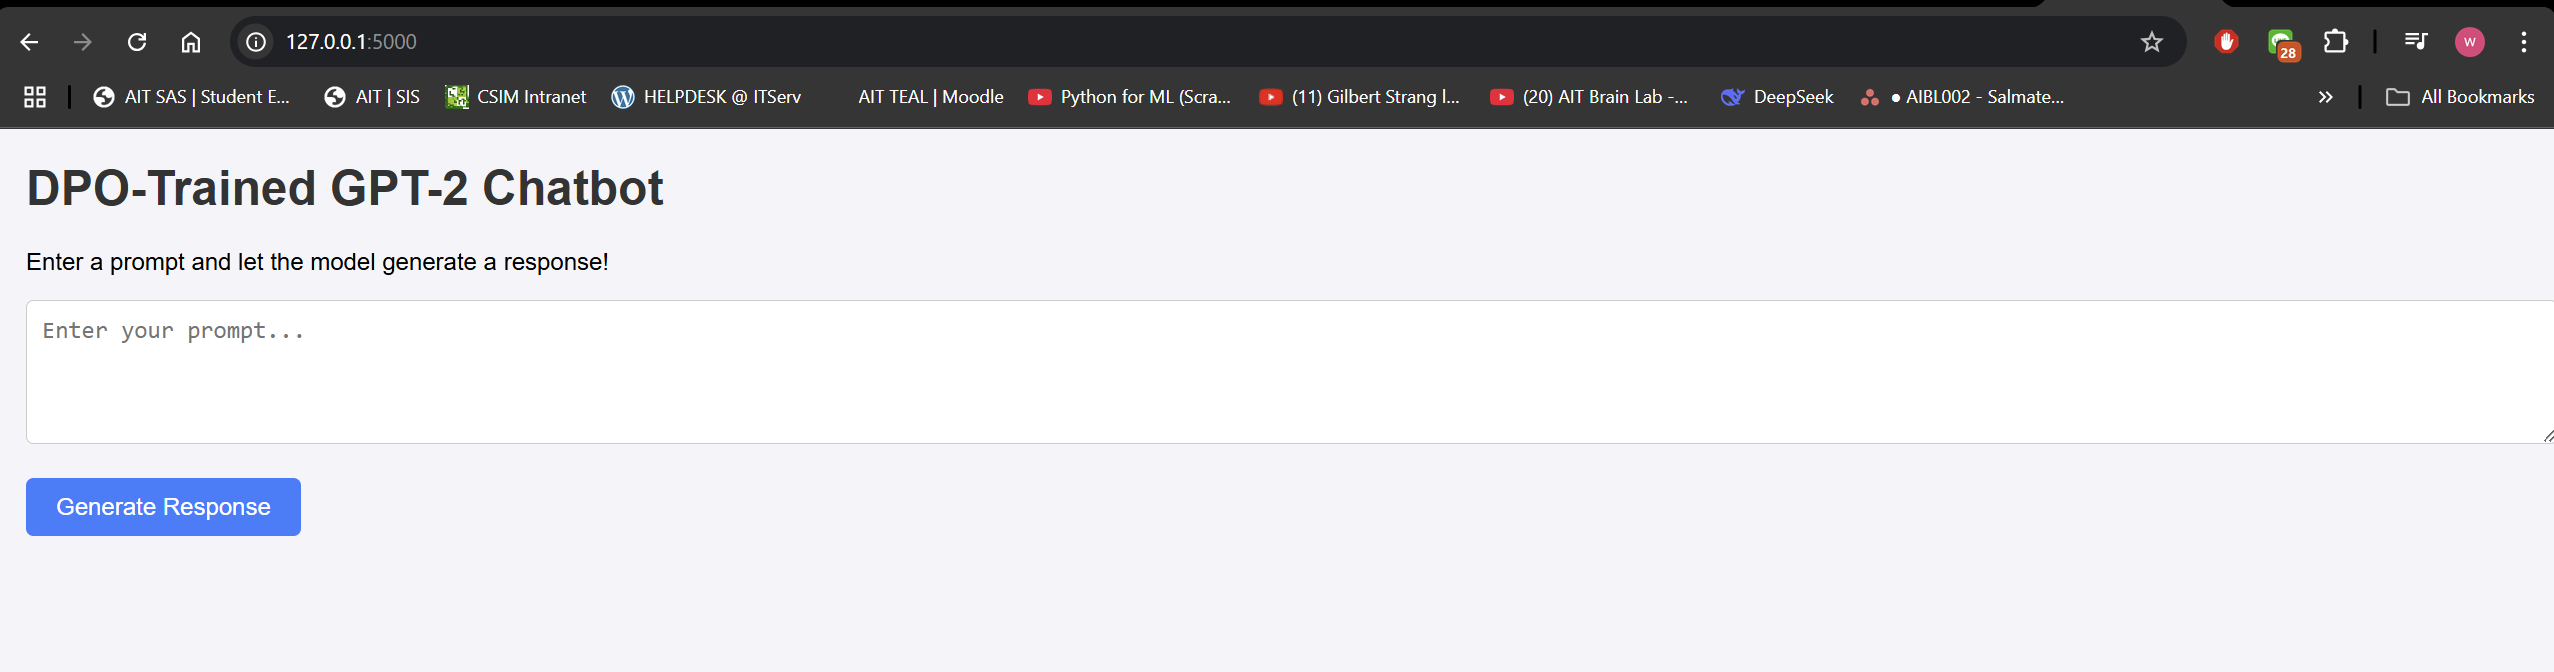 127.0.0.1:5000
W
28
AIT SAS | Student E...
AIT | SIS
CSIM Intranet
HELPDESK @ ITServ
AIT TEAL | Moodle
Python for ML (Scra...
(11) Gilbert Strang l...
(20) AIT Brain Lab -...
DeepSeek
● AIBL002 - Salmate...
All Bookmarks
DPO-Trained GPT-2 Chatbot
Enter a prompt and let the model generate a response!
Enter your prompt...
Generate Response